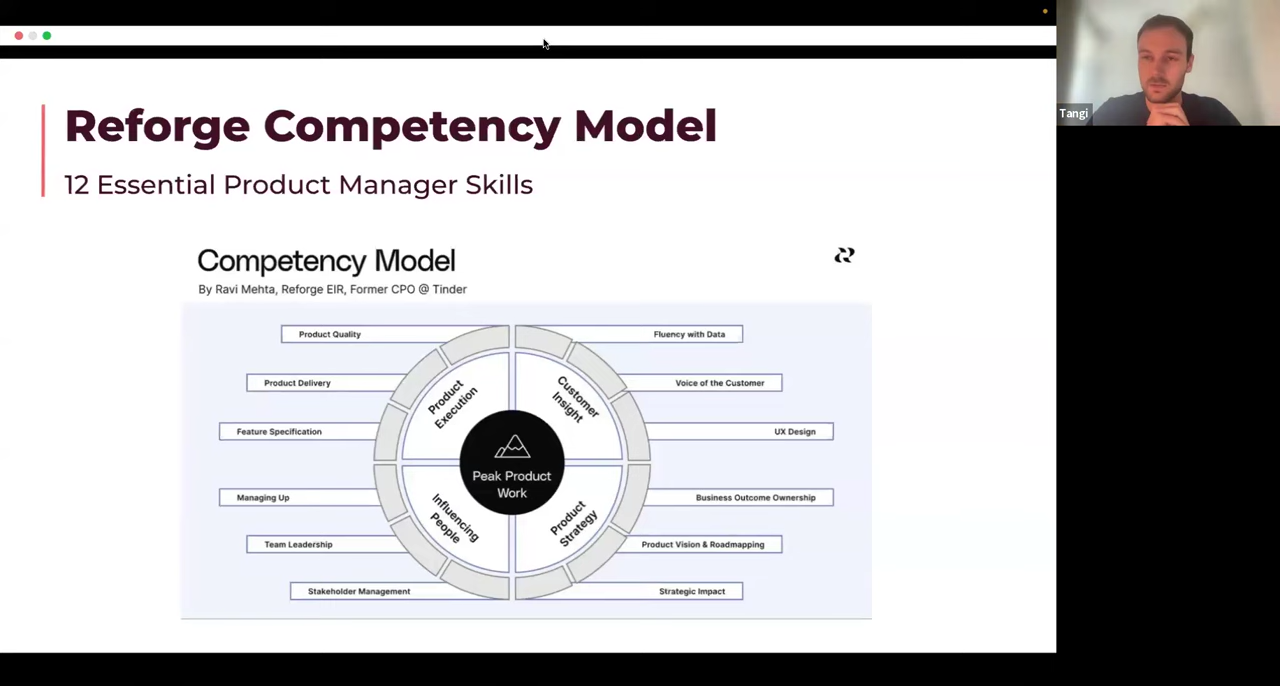 Reforge Competency Model
12 Essential Product Manager Skills
Competency Model
By Ravi Mehta, Reforge EIR, Former CPO @ Tinder
Product Quality
Product Delivery
Feature Specification
Managing Up
Team Leadership
Stakeholder Management
Product
Execution
Customer
Insight
Peak Product
Work
Influencing
People
Product
Strategy
Fluency with Data
Voice of the Customer
UX Design
Business Outcome Ownership
Product Vision & Roadmapping
Strategic Impact
Tangi